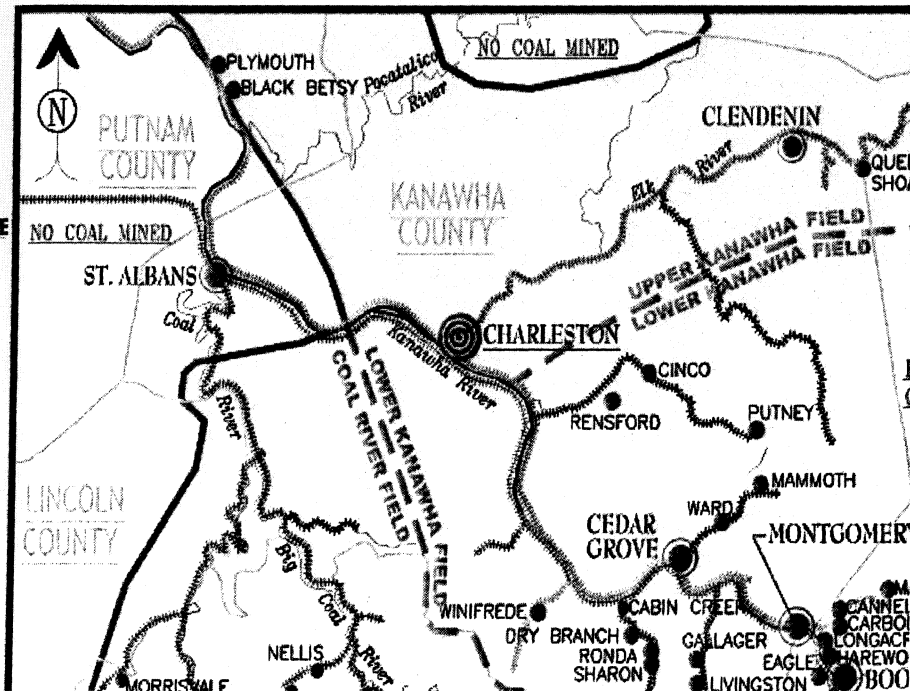 NO COAL MINED
PLYMOUTH
BLACK BETSY
Pocatalico
River
N
PUTNAM
COUNTY
CLENDENIN
KANAWHA
COUNTY
Elk
River
NO COAL MINED
UPPER KANAWHA FIELD
LOWER KANAWHA FIELD
ST. ALBANS
Coal
River
CHARLESTON
Kanawha River
LOWER KANAWHA FIELD
COAL RIVER FIELD
CINCO
RENSFORD
PUTNEY
LINCOLN
COUNTY
MAMMOTH
WARD
CEDAR
GROVE
MONTGOMERY
Big
Coal
River
WINIFREDE
CABIN CREEK
DRY BRANCH
GALLAGER
RONDA
SHARON
LIVINGSTON
EAGLE
NELLIS
MORRISVALE